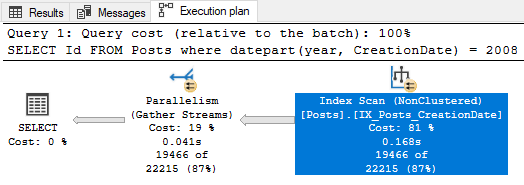 Results Messages Execution plan
Query 1: Query cost (relative to the batch): 100%
SELECT Id FROM Posts where datepart(year, CreationDate) = 2008
SELECT
Cost: 0 %
Parallelism
(Gather Streams)
Cost: 19 %
0.041s
19466 of
22215 (87%)
Index Scan (NonClustered)
[Posts].[IX_Posts_CreationDate]
Cost: 81 %
0.168s
19466 of
22215 (87%)